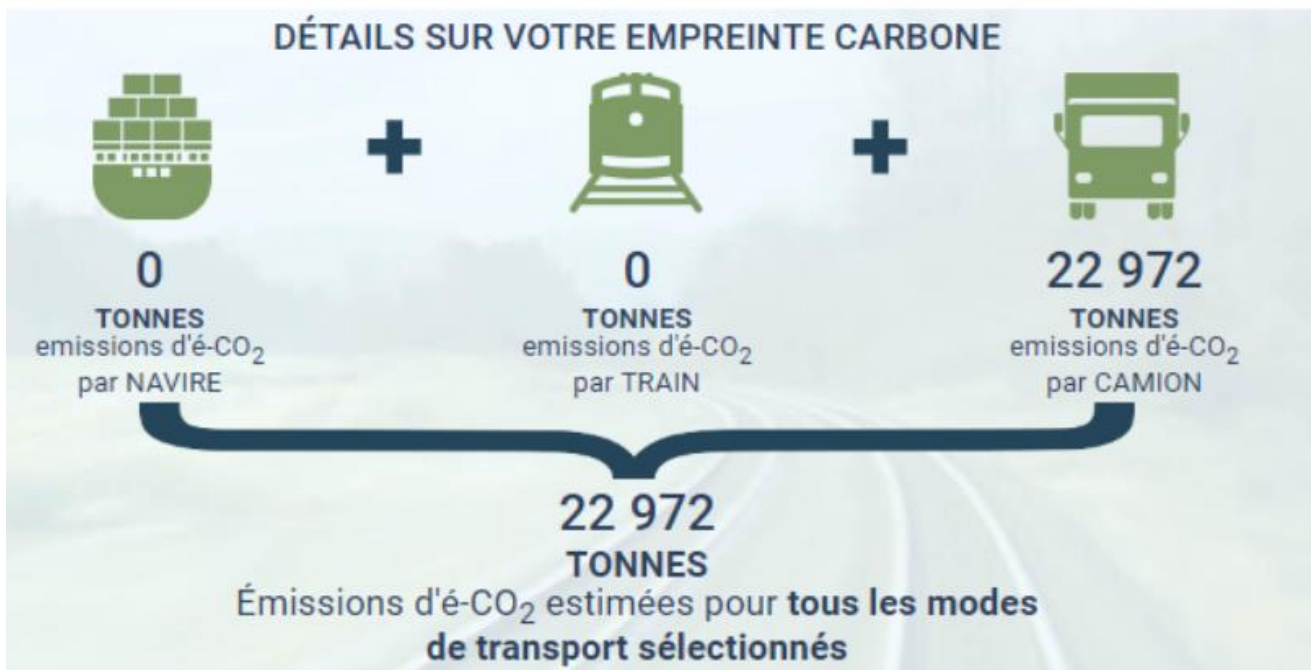 DÉTAILS SUR VOTRE EMPREINTE CARBONE
0
TONNES
emissions d'é-CO₂
par NAVIRE
0
TONNES
emissions d'é-CO₂
par TRAIN
22 972
TONNES
emissions d'é-CO₂
par CAMION
22 972
TONNES
Émissions d'é-CO₂ estimées pour tous les modes
de transport sélectionnés